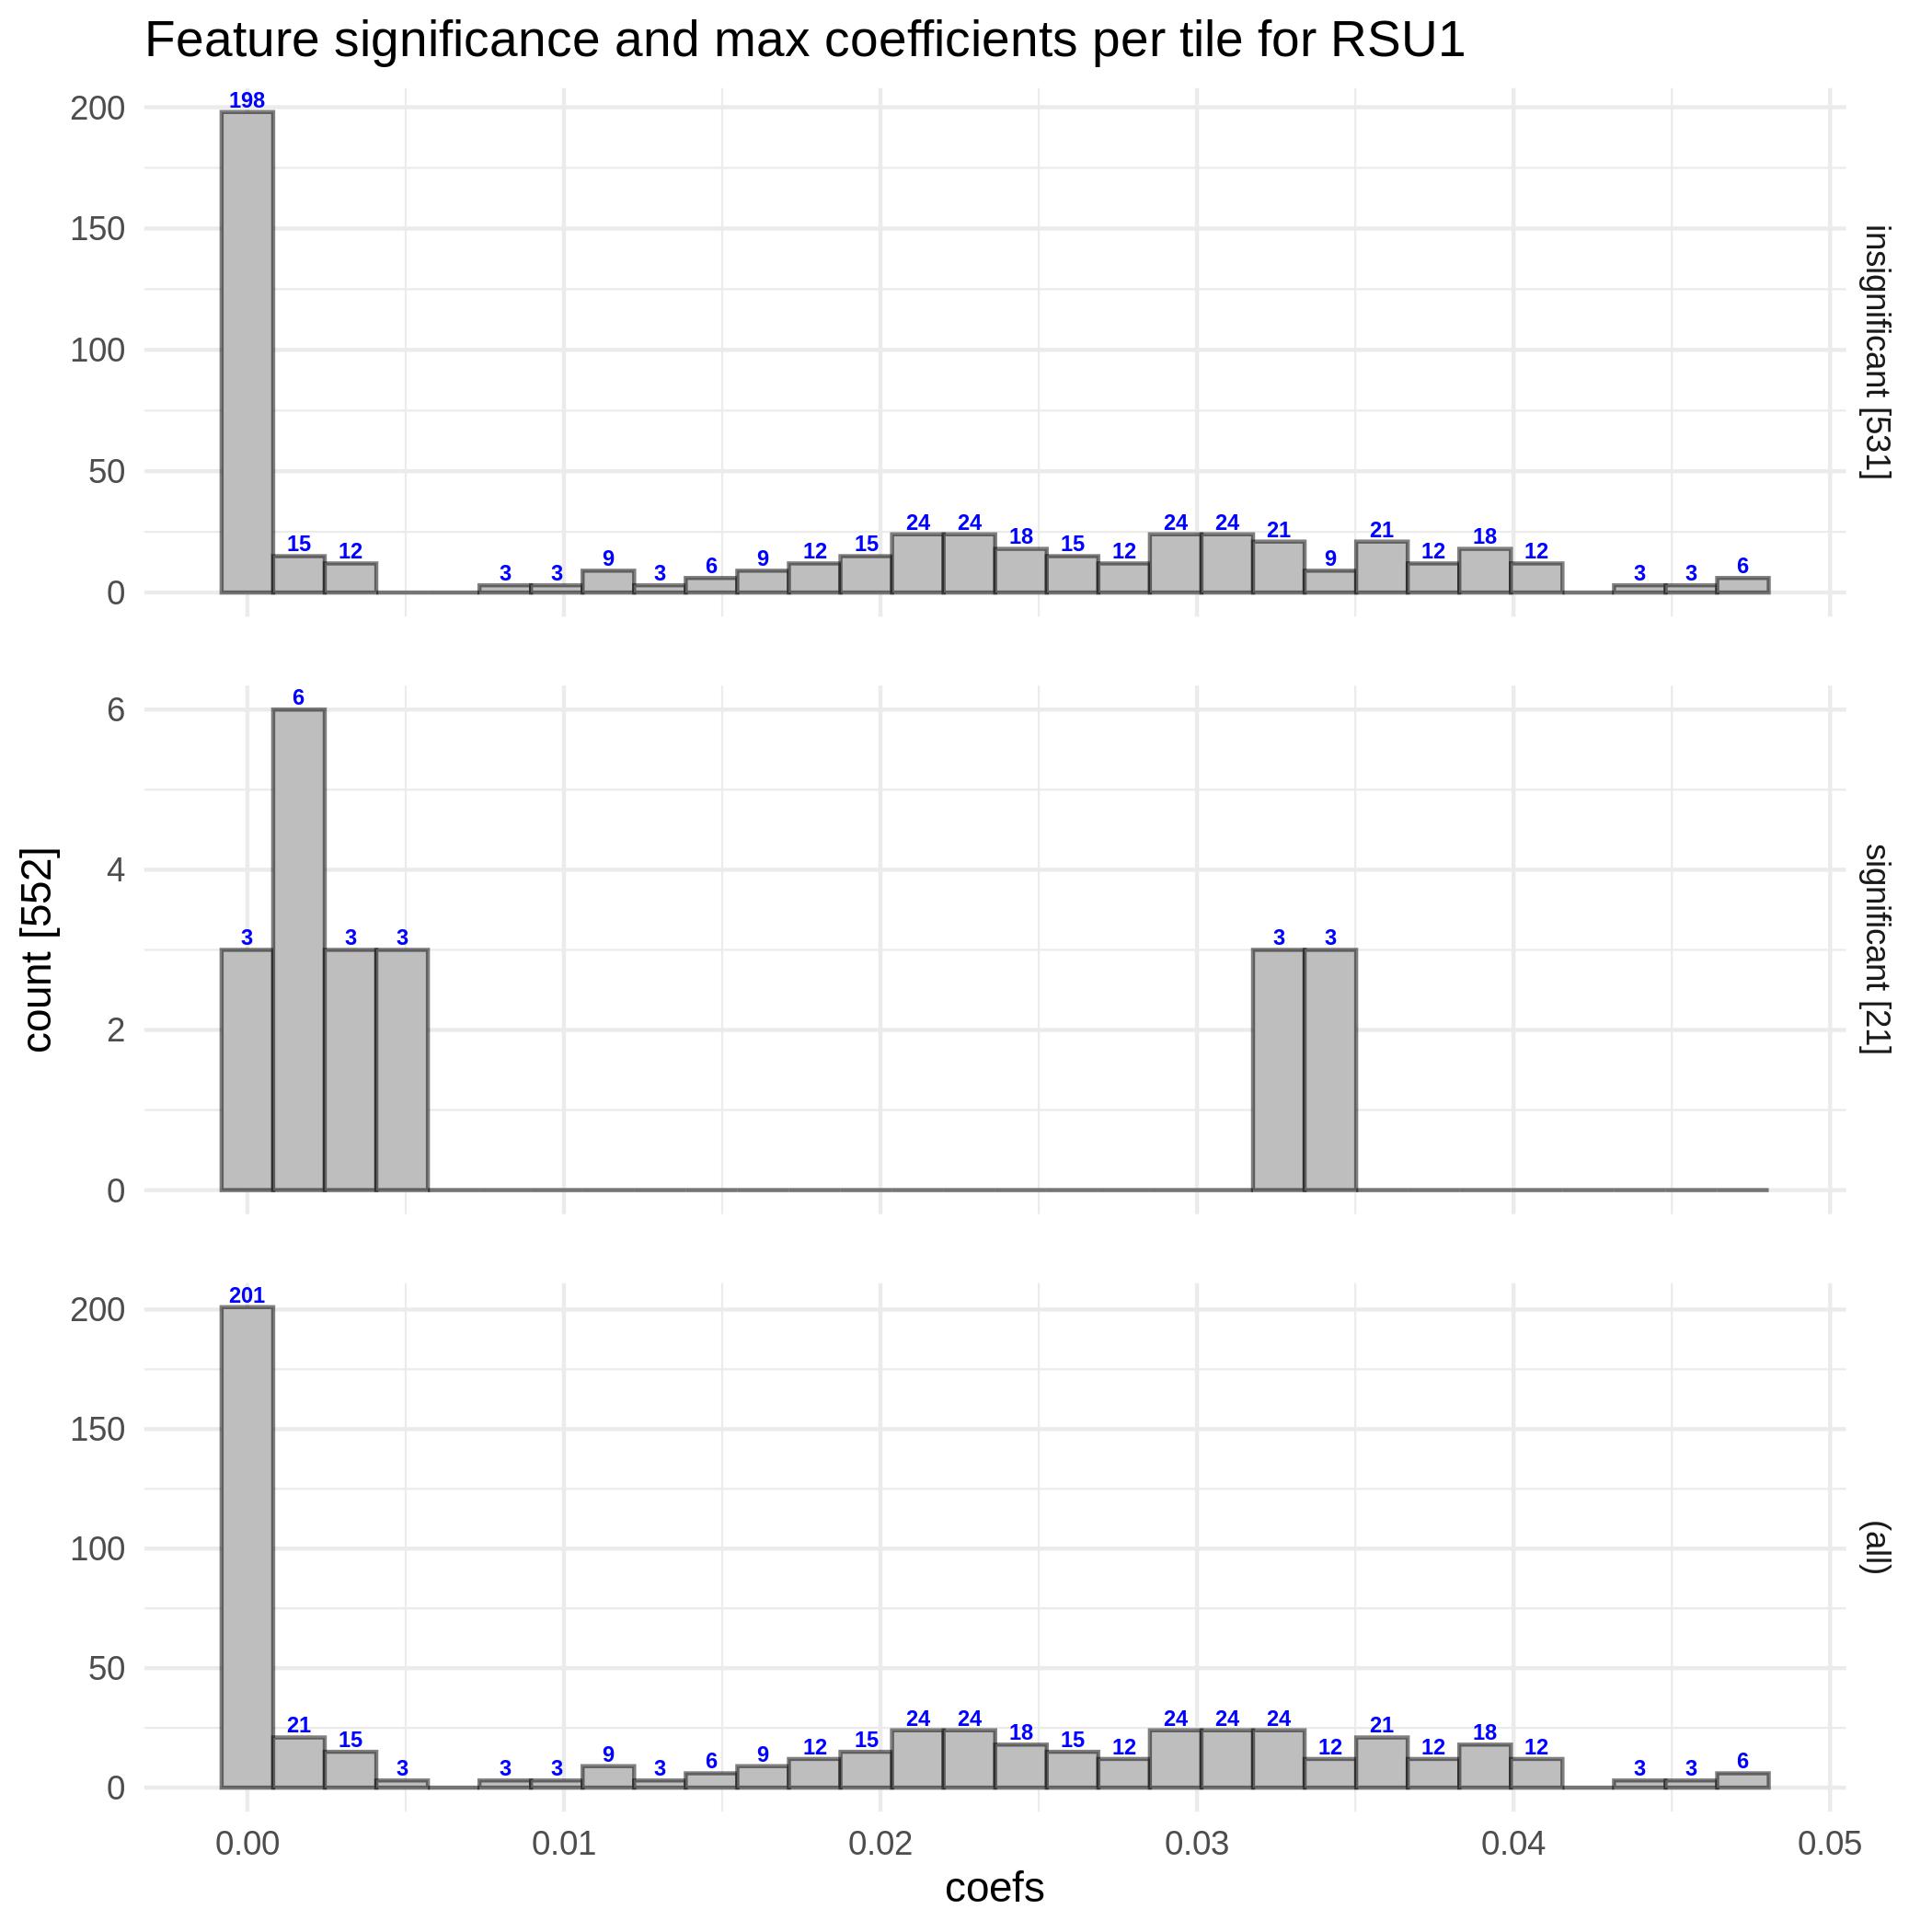 Feature significance and max coefficients per tile for RSU1
200
150
100
50
0
198 15 12 3 3 9 3 6 9 12 15 24 24 18 15 12 24 24 21 9 21 12 18 12 3 3 6
insignificant [531]
count [552]
6
4
2
0
3 6 3 3 3 3
significant [21]
200
150
100
50
0
201 21 15 3 3 3 9 3 6 9 12 15 24 24 18 15 12 24 24 24 12 21 12 18 12 3 3 6
(all)
0.00 0.01 0.02 0.03 0.04 0.05
coefs